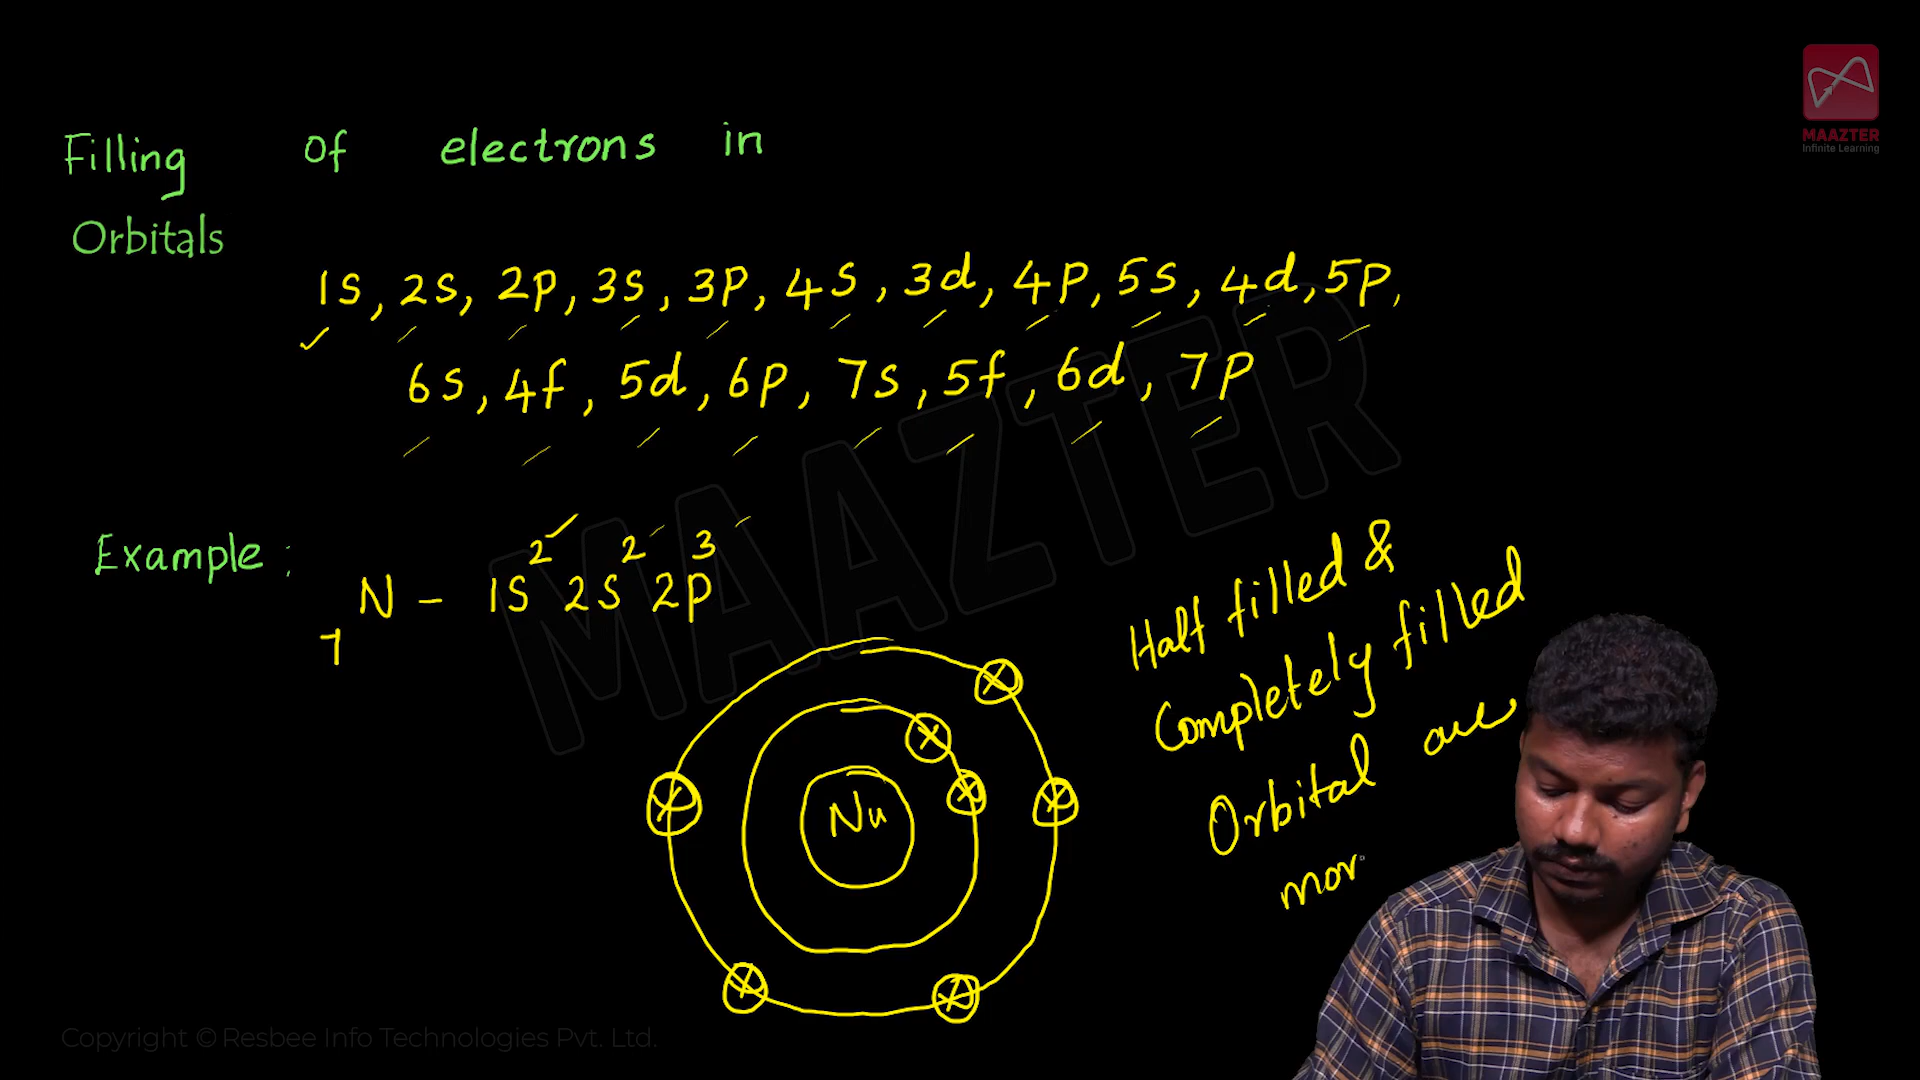 MAAZTER
Infinite Learning
Filling of electrons in
Orbitals
1s, 2s, 2p, 3s, 3p, 4s, 3d, 4p, 5s, 4d, 5p,
6s, 4f, 5d, 6p, 7s, 5f, 6d, 7p
Example:
7 N - 1s² 2s² 2p³
Nu
Half filled &
Completely filled
Orbital are
mor
MAAZTER
Copyright © Resbee Info Technologies Pvt. Ltd.